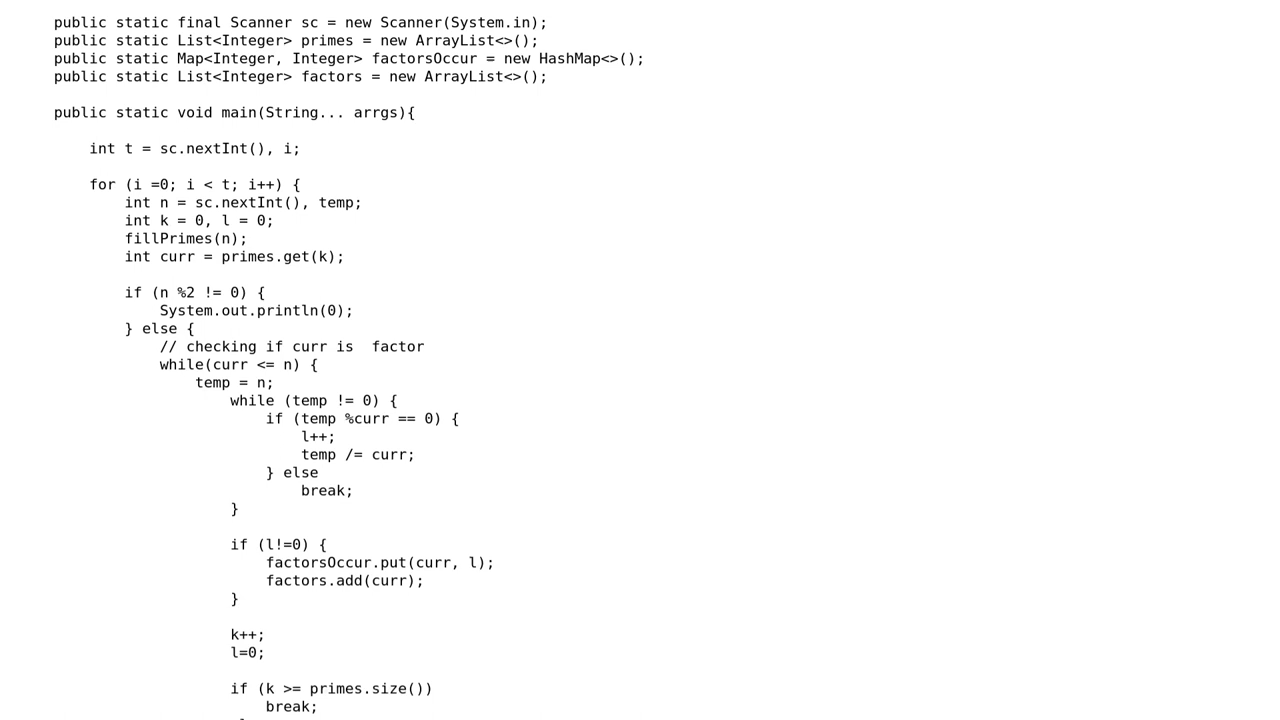 public static final Scanner sc = new Scanner(System.in);
public static List<Integer> primes = new ArrayList<>();
public static Map<Integer, Integer> factorsOccur = new HashMap<>();
public static List<Integer> factors = new ArrayList<>();
public static void main(String... arrgs){
int t = sc.nextInt(), i;
for (i =0; i < t; i++) {
int n = sc.nextInt(), temp;
int k = 0, l = 0;
fillPrimes(n);
int curr = primes.get(k);
if (n %2 != 0) {
System.out.println(0);
} else {
// checking if curr is  factor
while(curr <= n) {
temp = n;
while (temp != 0) {
if (temp %curr == 0) {
l++;
temp /= curr;
} else
break;
}
if (l!=0) {
factorsOccur.put(curr, l);
factors.add(curr);
}
k++;
l=0;
if (k >= primes.size())
break;